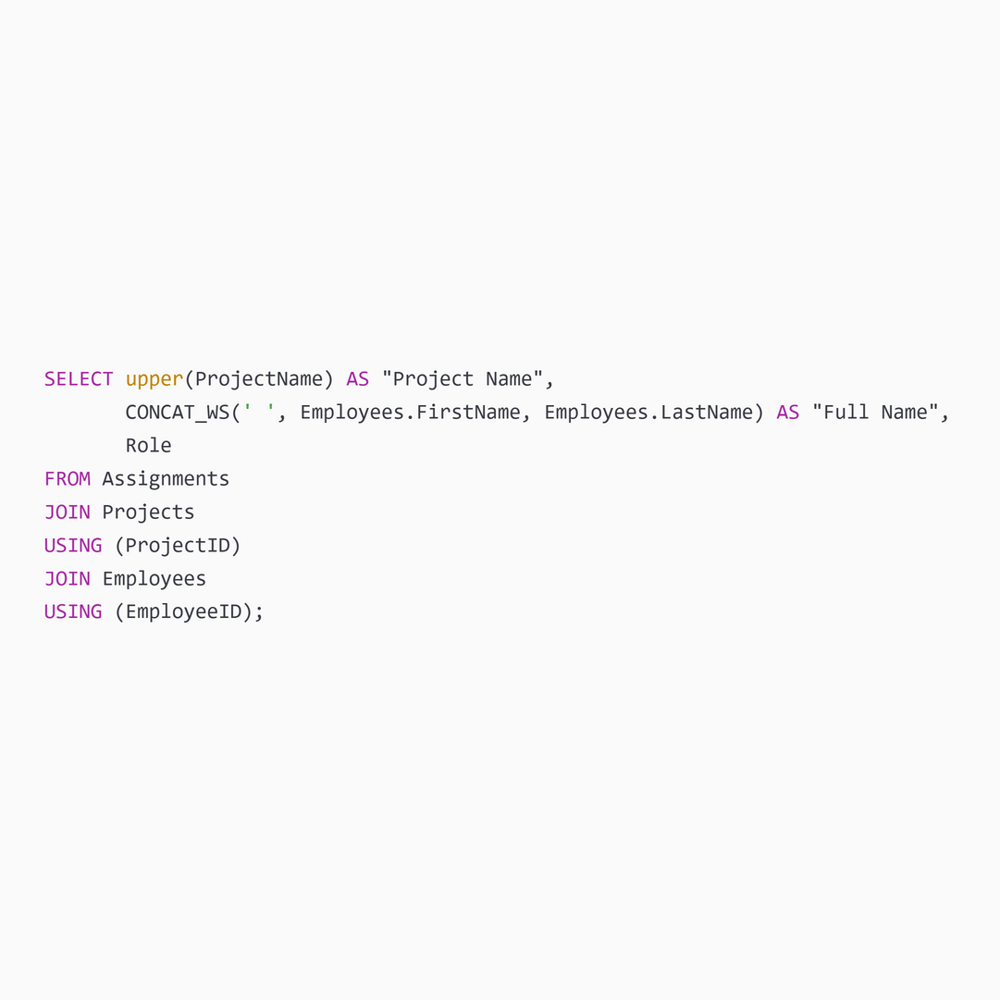 SELECT upper(ProjectName) AS "Project Name",
       CONCAT_WS(' ', Employees.FirstName, Employees.LastName) AS "Full Name",
       Role
FROM Assignments
JOIN Projects
USING (ProjectID)
JOIN Employees
USING (EmployeeID);